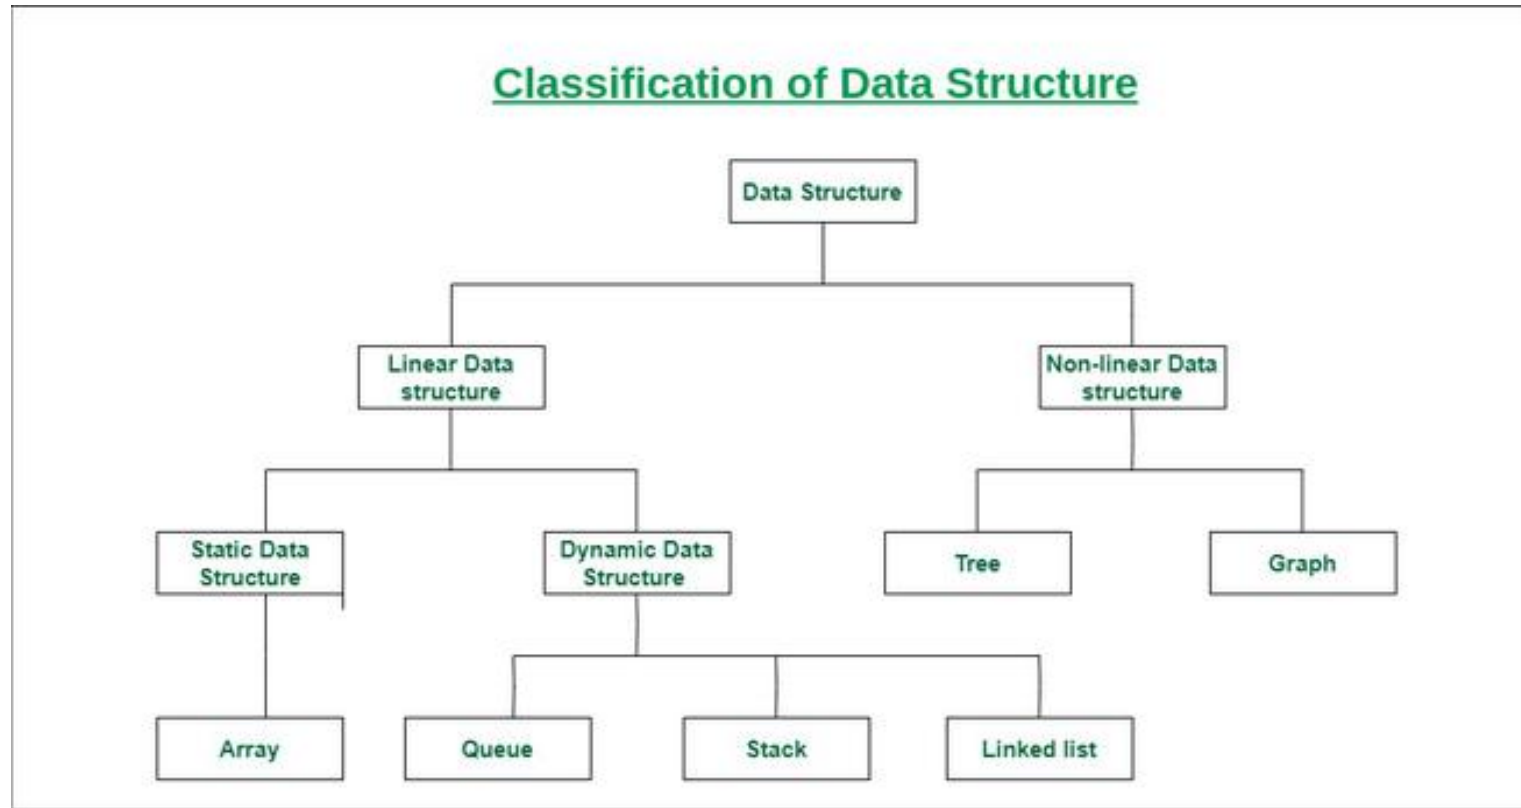 Classification of Data Structure
Data Structure
Linear Data
structure
Non-linear Data
structure
Static Data
Structure
Dynamic Data
Structure
Tree
Graph
Array
Queue
Stack
Linked list